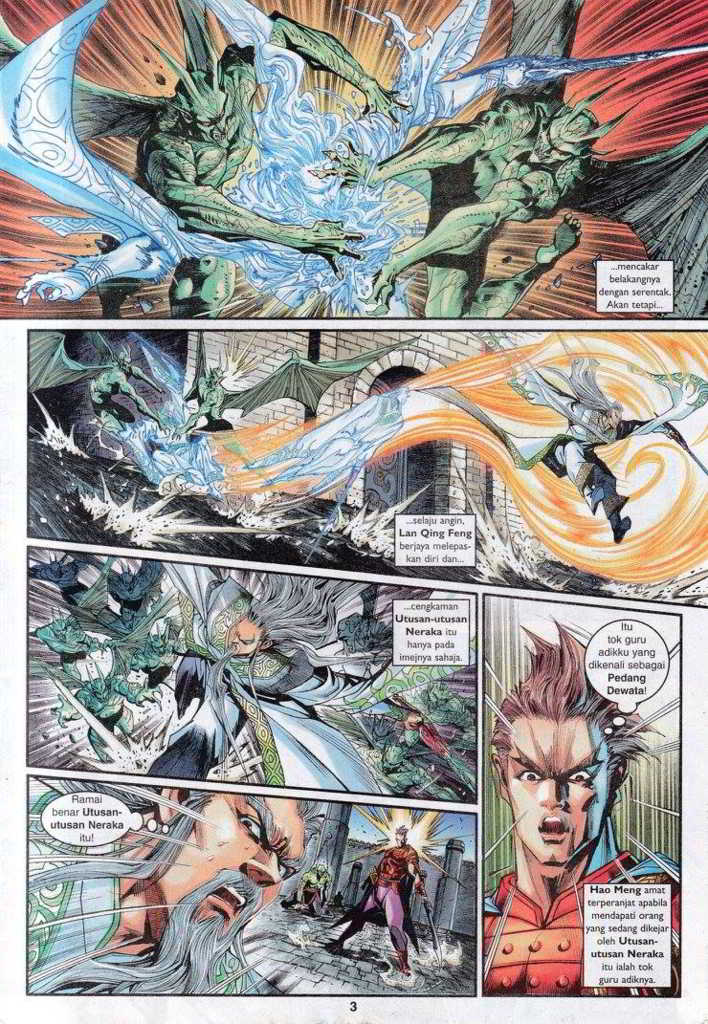 ...mencakar
belakangnya
dengan serentak.
Akan tetapi...
...selaju angin,
Lan Qing Feng
berjaya melepas-
kan diri dan...
...cengkaman
Utusan-utusan
Neraka itu
hanya pada
imejnya sahaja.
Itu
tok guru
adikku yang
dikenali sebagai
Pedang
Dewata!
Ramai
benar Utusan-
utusan Neraka
itu!
Hao Meng amat
terperanjat apabila
mendapati orang
yang sedang dikejar
oleh Utusan-
utusan Neraka
itu ialah tok
guru adiknya.
3